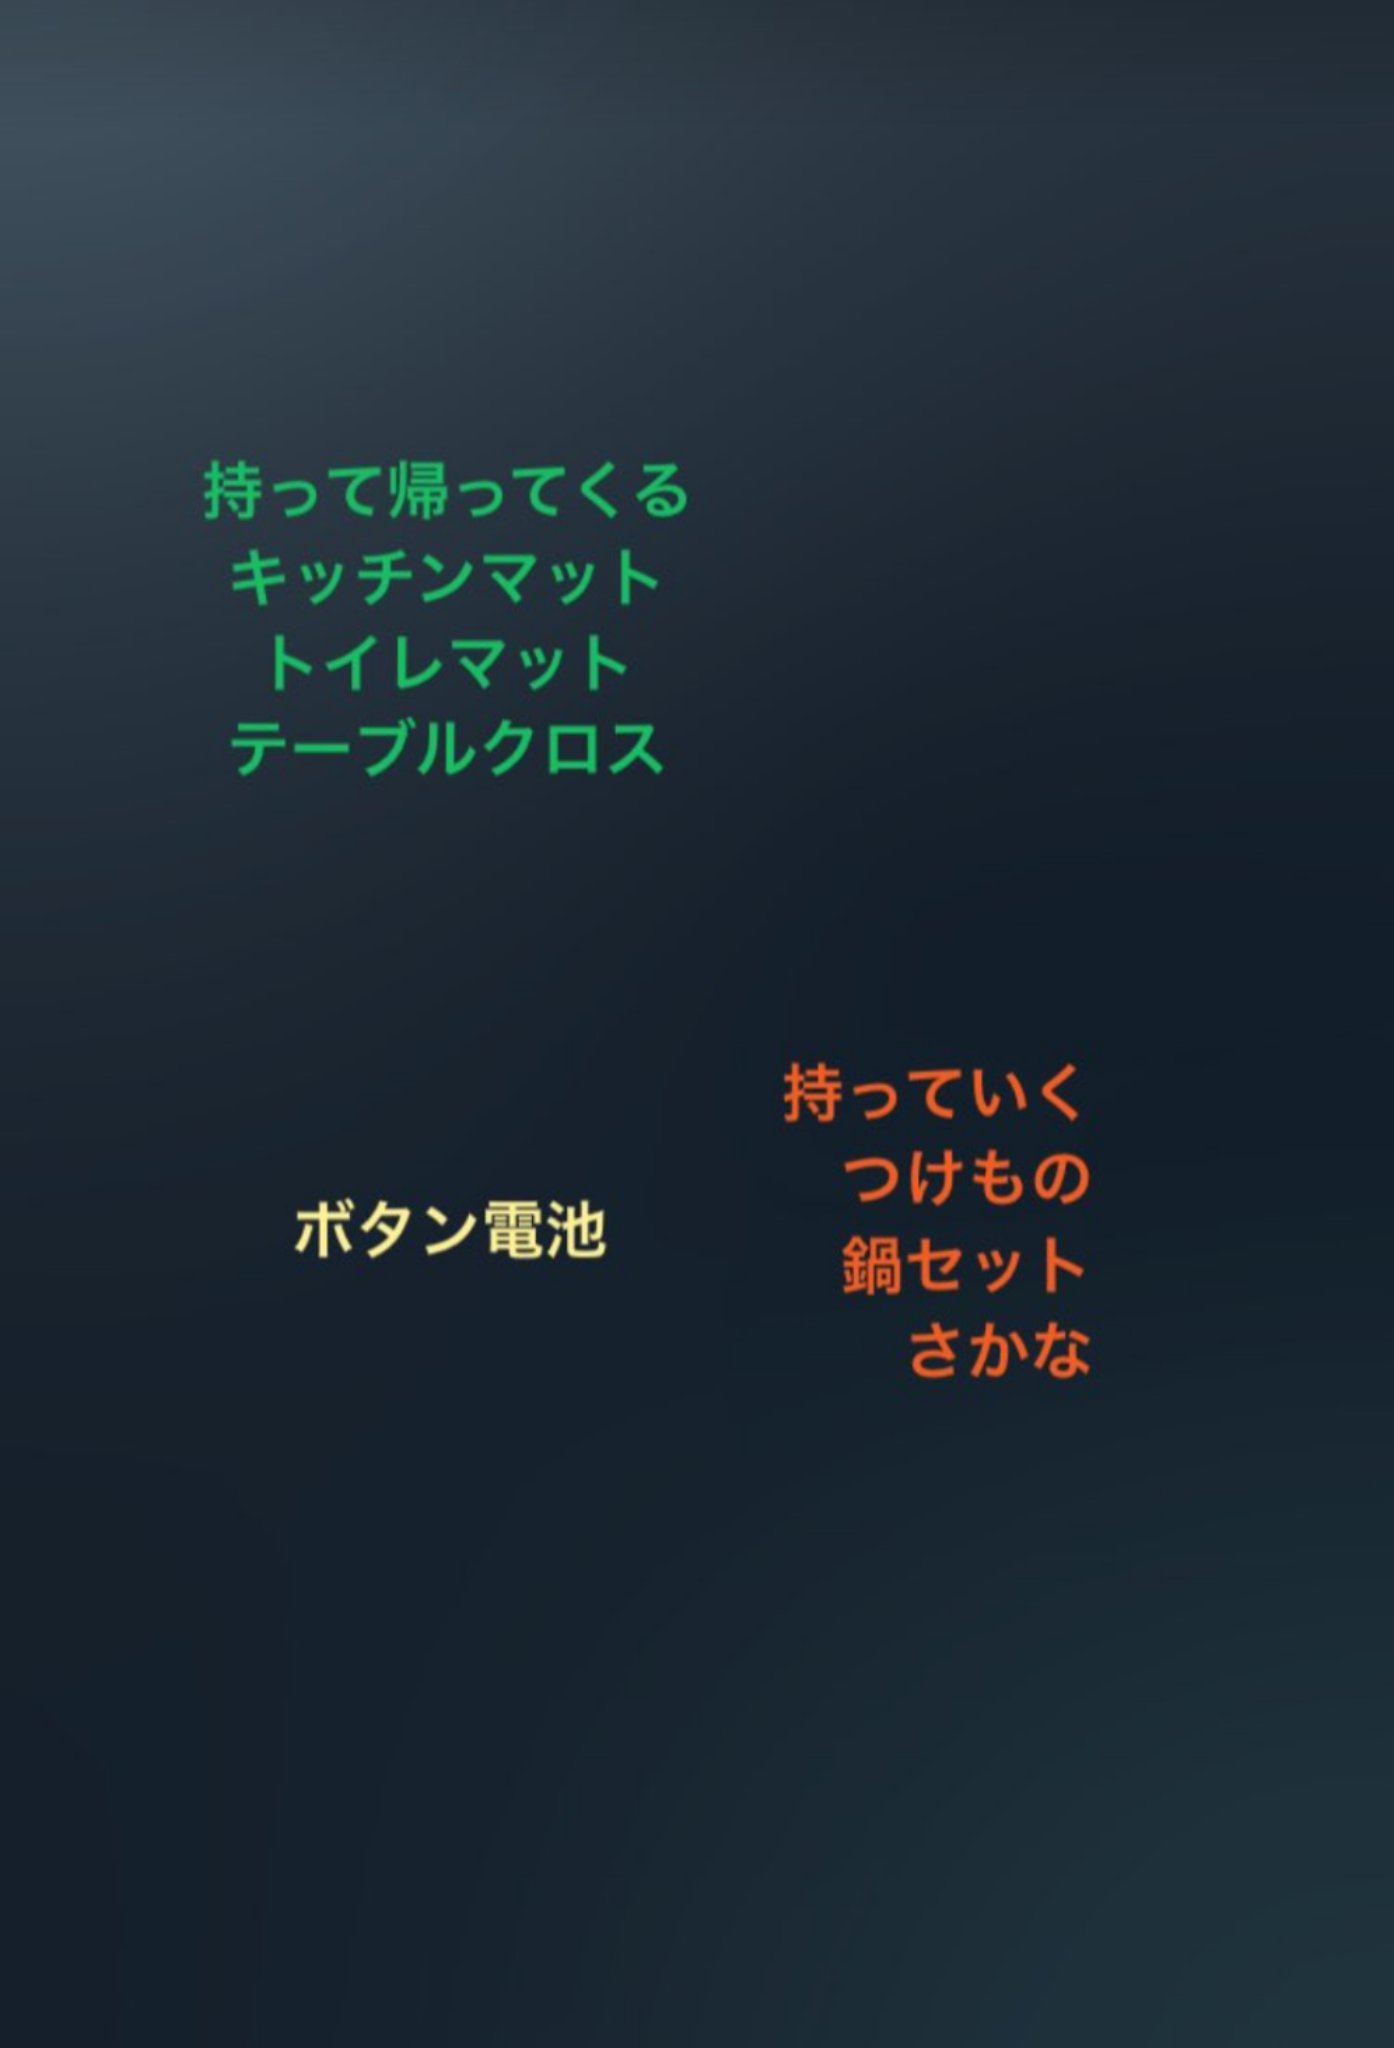 持って帰ってくる
キッチンマット
トイレマット
テーブルクロス
ボタン電池
持っていく
つけもの
鍋セット
さかな